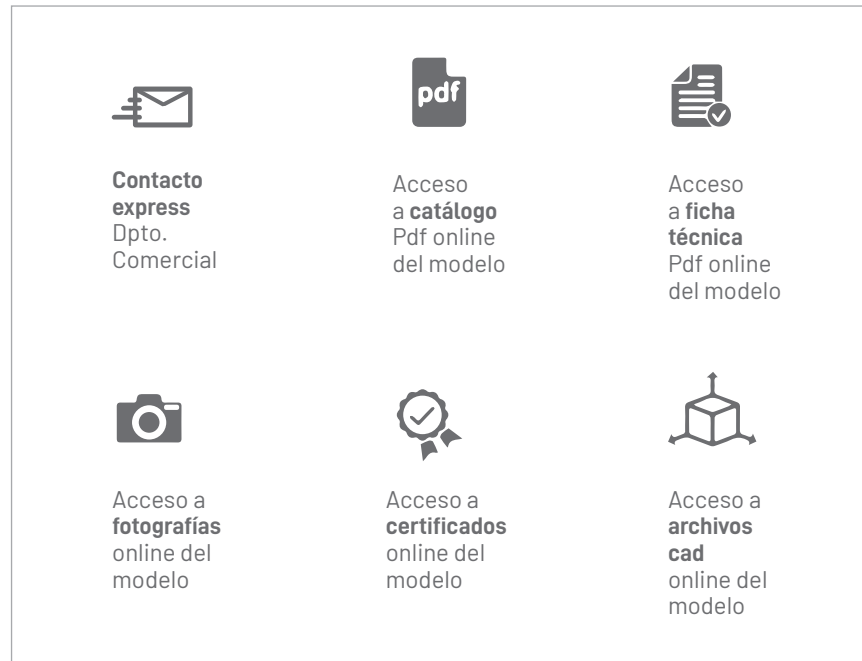 pdf
Contacto
express
Dpto.
Comercial
Acceso
a catálogo
Pdf online
del modelo
Acceso
a ficha
técnica
Pdf online
del modelo
Acceso a
fotografías
online del
modelo
Acceso a
certificados
online del
modelo
Acceso a
archivos
cad
online del
modelo